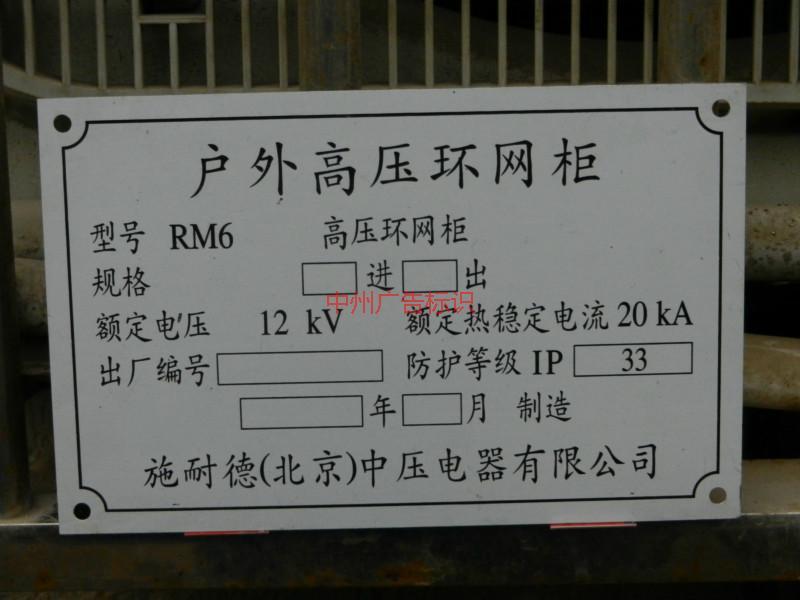 户外高压环网柜
型号 RM6 高压环网柜
规格 进 出
中州广告标识
额定电压 12 kV 额定热稳定电流 20 kA
出厂编号 防护等级 IP 33
年 月 制造
施耐德(北京)中压电器有限公司